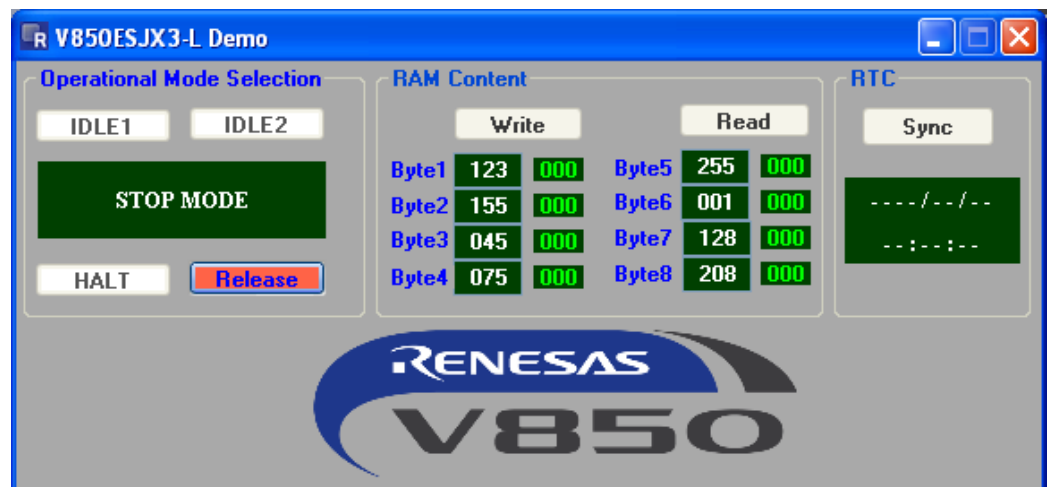 V850ESJX3-L Demo
Operational Mode Selection
IDLE1 IDLE2
STOP MODE
HALT Release
RAM Content
Write Read
Byte1 123 000 Byte5 255 000
Byte2 155 000 Byte6 001 000
Byte3 045 000 Byte7 128 000
Byte4 075 000 Byte8 208 000
RTC
Sync
----/--/--
--:--:--
RENESAS
V850